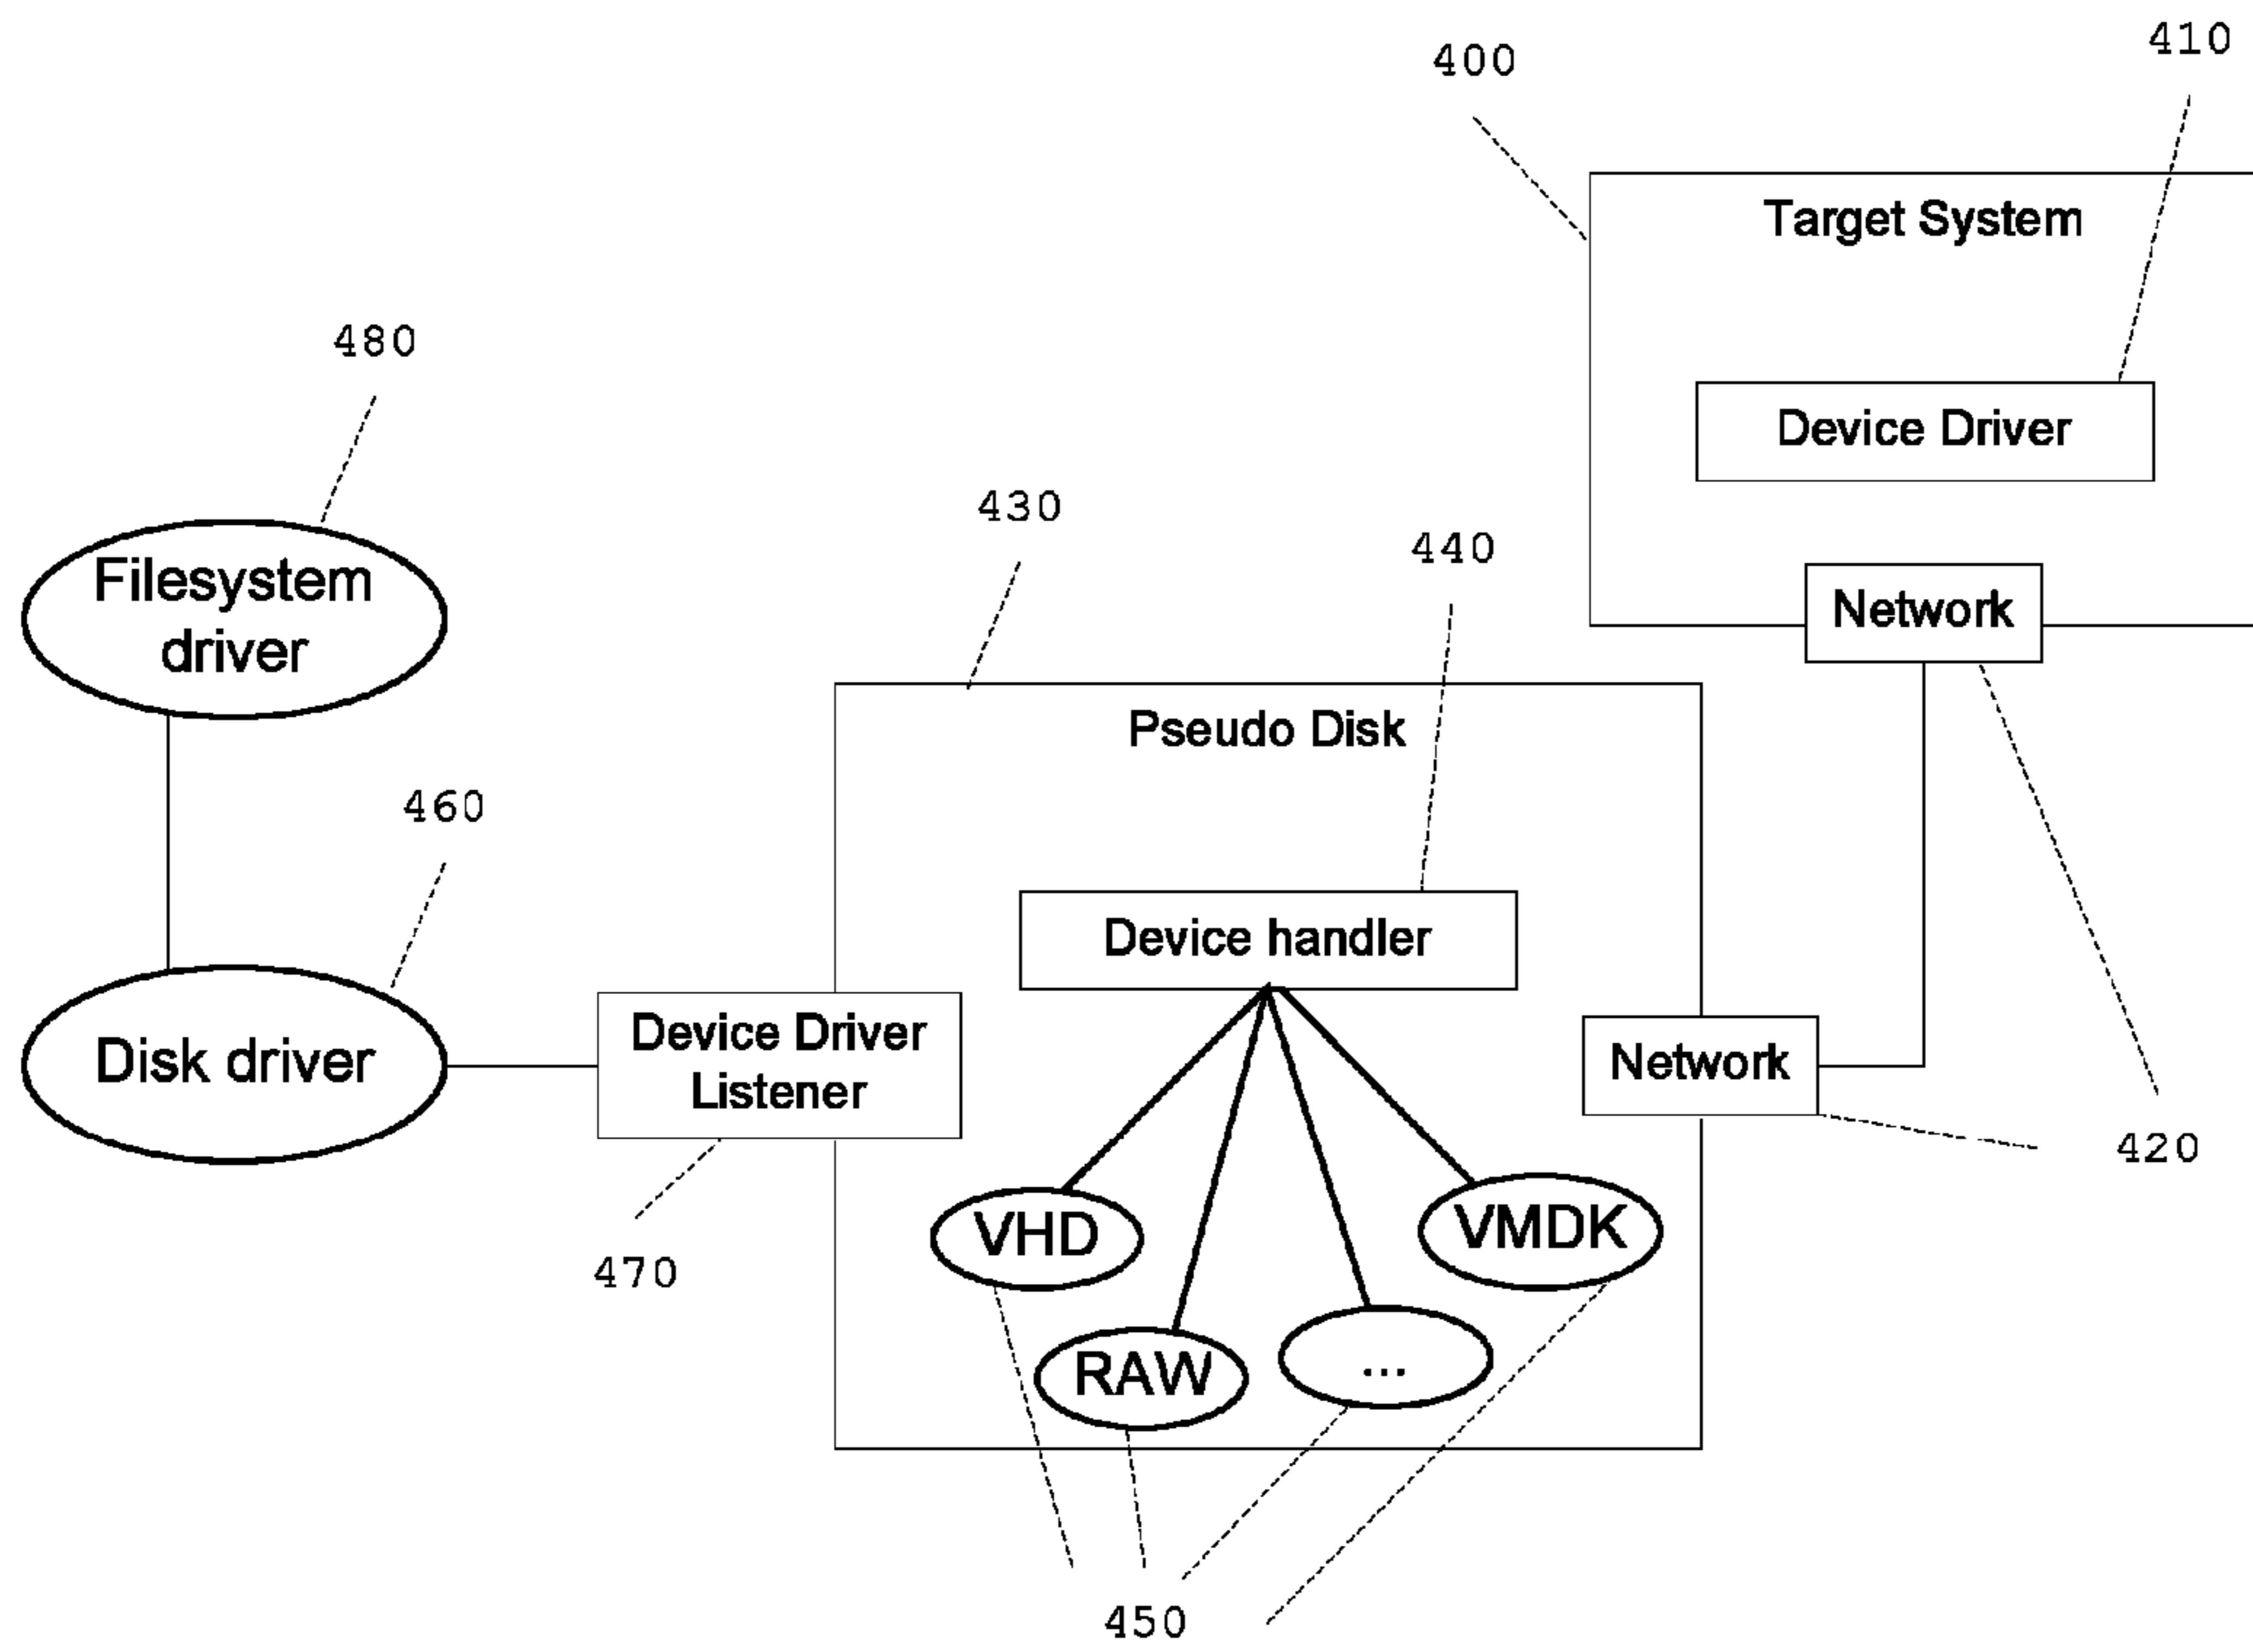 410
400
Target System
480
Device Driver
430
440
Filesystem
driver
Network
Pseudo Disk
460
Device handler
Device Driver
Listener
Disk driver
Network
420
VHD
VMDK
470
RAW
...
450